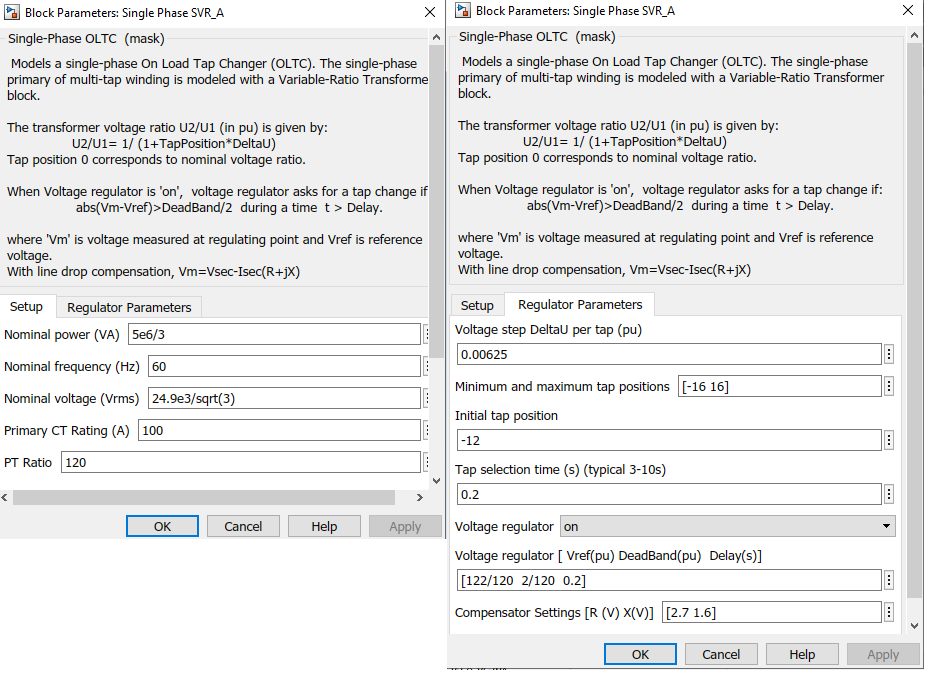 Block Parameters: Single Phase SVR_A
Single-Phase OLTC (mask)
Models a single-phase On Load Tap Changer (OLTC). The single-phase
primary of multi-tap winding is modeled with a Variable-Ratio Transforme
block.
The transformer voltage ratio U2/U1 (in pu) is given by:
U2/U1= 1/ (1+TapPosition*DeltaU)
Tap position 0 corresponds to nominal voltage ratio.
When Voltage regulator is 'on', voltage regulator asks for a tap change if
abs(Vm-Vref)>DeadBand/2 during a time t > Delay.
where 'Vm' is voltage measured at regulating point and Vref is reference
voltage.
With line drop compensation, Vm=Vsec-Isec(R+jX)
Setup Regulator Parameters
Nominal power (VA) 5e6/3
Nominal frequency (Hz) 60
Nominal voltage (Vrms) 24.9e3/sqrt(3)
Primary CT Rating (A) 100
PT Ratio 120
OK Cancel Help Apply
Block Parameters: Single Phase SVR_A
Single-Phase OLTC (mask)
Models a single-phase On Load Tap Changer (OLTC). The single-phase
primary of multi-tap winding is modeled with a Variable-Ratio Transformer
block.
The transformer voltage ratio U2/U1 (in pu) is given by:
U2/U1= 1/ (1+TapPosition*DeltaU)
Tap position 0 corresponds to nominal voltage ratio.
When Voltage regulator is 'on', voltage regulator asks for a tap change if:
abs(Vm-Vref)>DeadBand/2 during a time t > Delay.
where 'Vm' is voltage measured at regulating point and Vref is reference
voltage.
With line drop compensation, Vm=Vsec-Isec(R+jX)
Setup Regulator Parameters
Voltage step DeltaU per tap (pu)
0.00625
Minimum and maximum tap positions [-16 16]
Initial tap position
-12
Tap selection time (s) (typical 3-10s)
0.2
Voltage regulator on
Voltage regulator [ Vref(pu) DeadBand(pu) Delay(s)]
[122/120 2/120 0.2]
Compensator Settings [R (V) X(V)] [2.7 1.6]
OK Cancel Help Apply